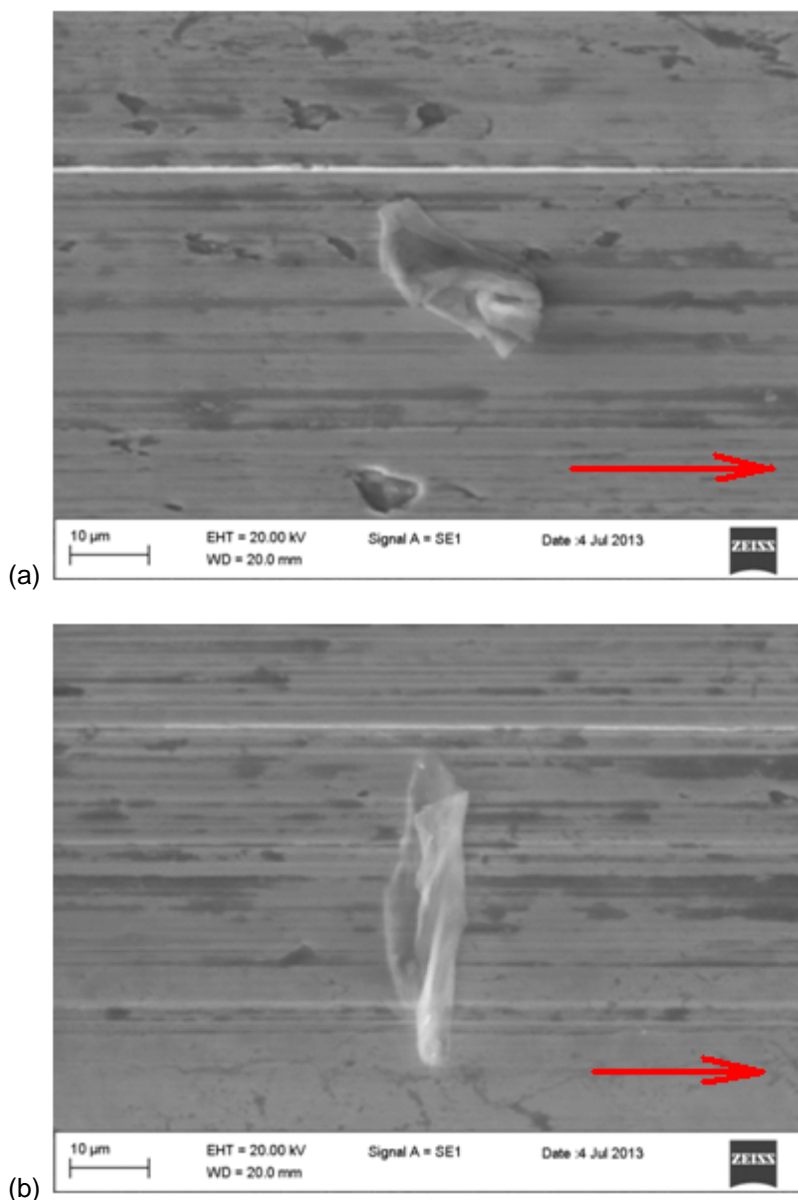 10 µm EHT = 20.00 kV Signal A = SE1 Date :4 Jul 2013 ZEISS
WD = 20.0 mm
(a)
10 µm EHT = 20.00 kV Signal A = SE1 Date :4 Jul 2013 ZEISS
WD = 20.0 mm
(b)